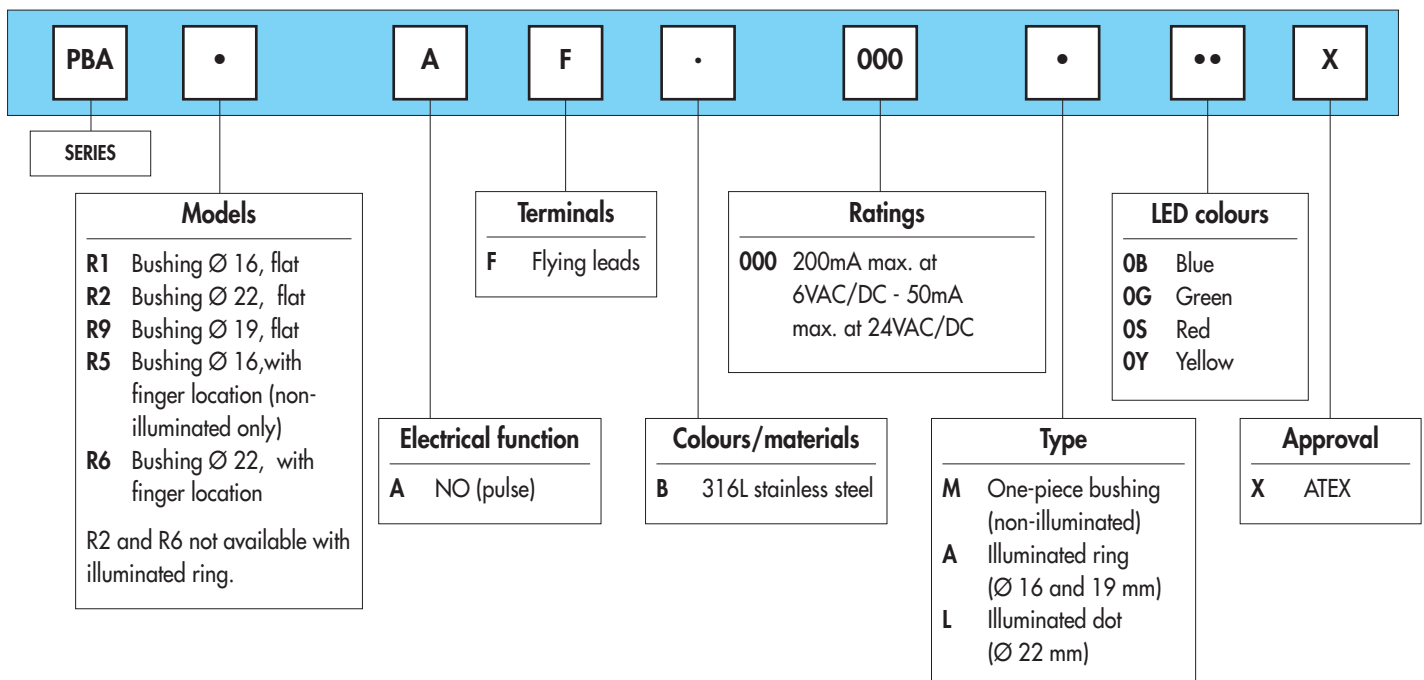 PBA • A F · 000 • •• X
SERIES
Models
R1 Bushing Ø 16, flat
R2 Bushing Ø 22, flat
R9 Bushing Ø 19, flat
R5 Bushing Ø 16,with
finger location (non-
illuminated only)
R6 Bushing Ø 22, with
finger location
R2 and R6 not available with
illuminated ring.
Electrical function
A NO (pulse)
Terminals
F Flying leads
Colours/materials
B 316L stainless steel
Ratings
000 200mA max. at
6VAC/DC - 50mA
max. at 24VAC/DC
Type
M One-piece bushing
(non-illuminated)
A Illuminated ring
(Ø 16 and 19 mm)
L Illuminated dot
(Ø 22 mm)
LED colours
0B Blue
0G Green
0S Red
0Y Yellow
Approval
X ATEX